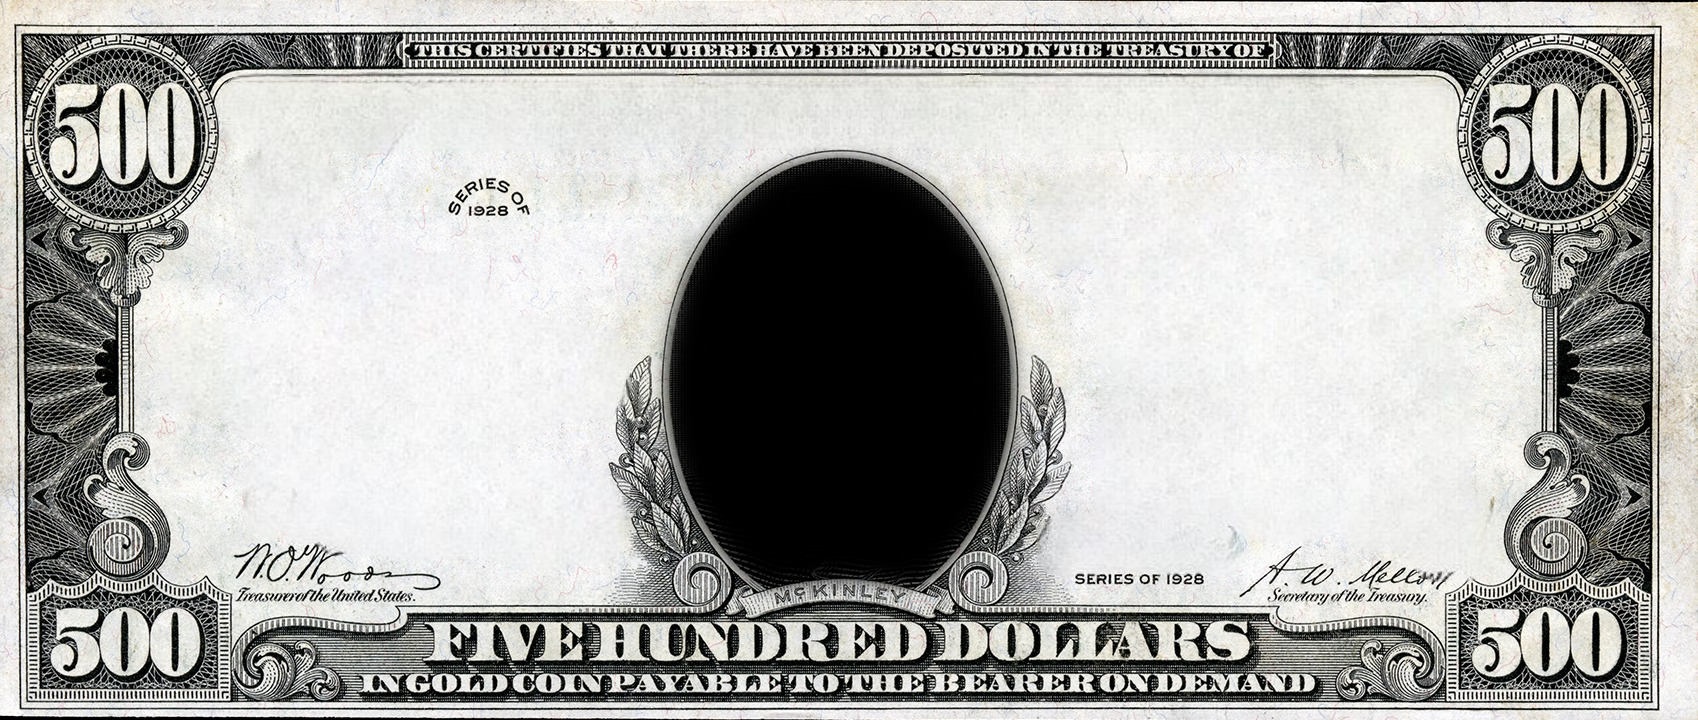 THIS CERTIFIES THAT THERE HAVE BEEN DEPOSITED IN THE TREASURY OF
500
500
SERIES OF
1928
W.O. Woods
Treasurer of the United States.
SERIES OF 1928
A. W. Mellon
Secretary of the Treasury.
McKINLEY
500
FIVE HUNDRED DOLLARS
500
IN GOLD COIN PAYABLE TO THE BEARER ON DEMAND